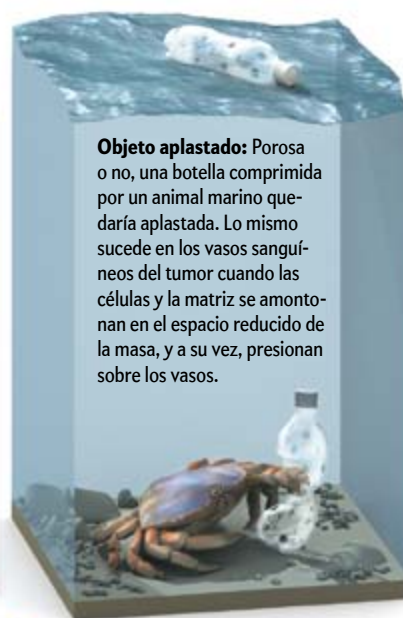 Objeto aplastado: Porosa
o no, una botella comprimida
por un animal marino que-
daría aplastada. Lo mismo
sucede en los vasos sanguí-
neos del tumor cuando las
células y la matriz se amonto-
nan en el espacio reducido de
la masa, y a su vez, presionan
sobre los vasos.